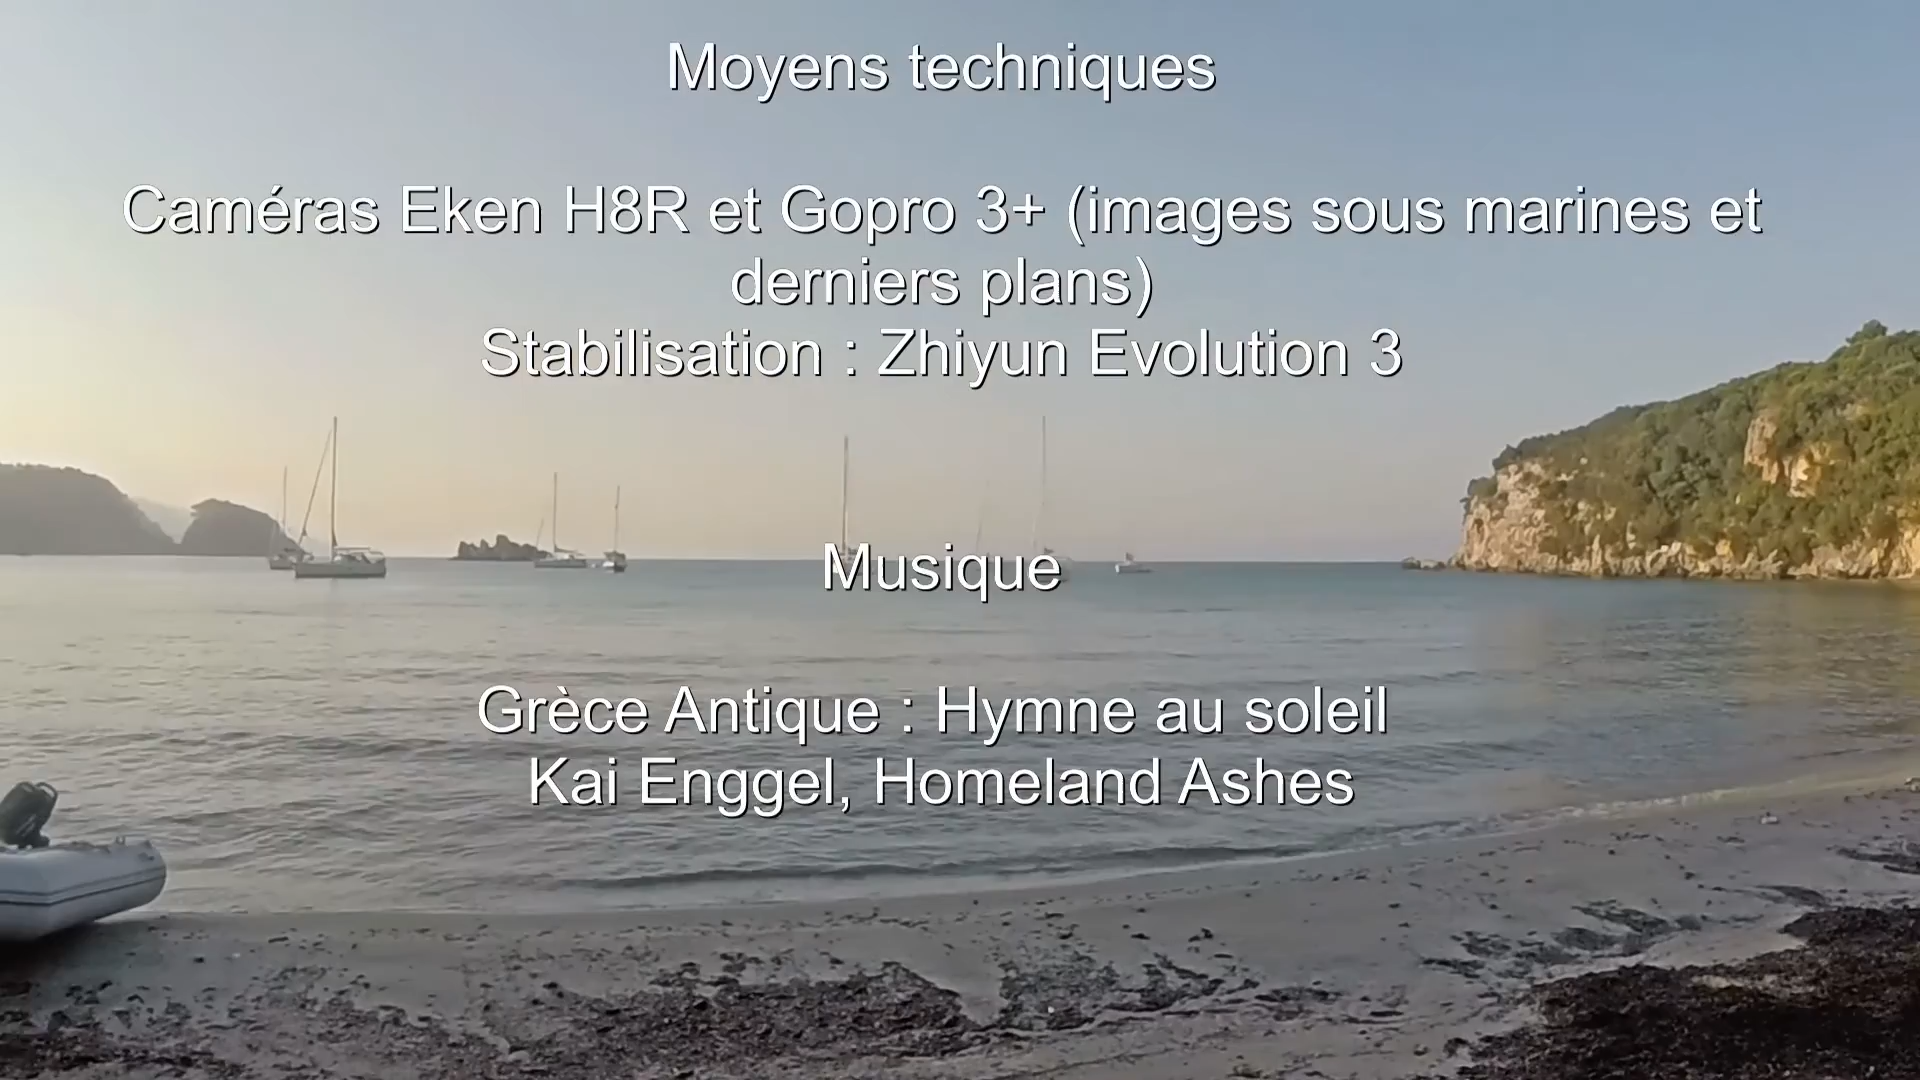 Moyens techniques
Caméras Eken H8R et Gopro 3+ (images sous marines et
derniers plans)
Stabilisation : Zhiyun Evolution 3
Musique
Grèce Antique : Hymne au soleil
Kai Enggel, Homeland Ashes